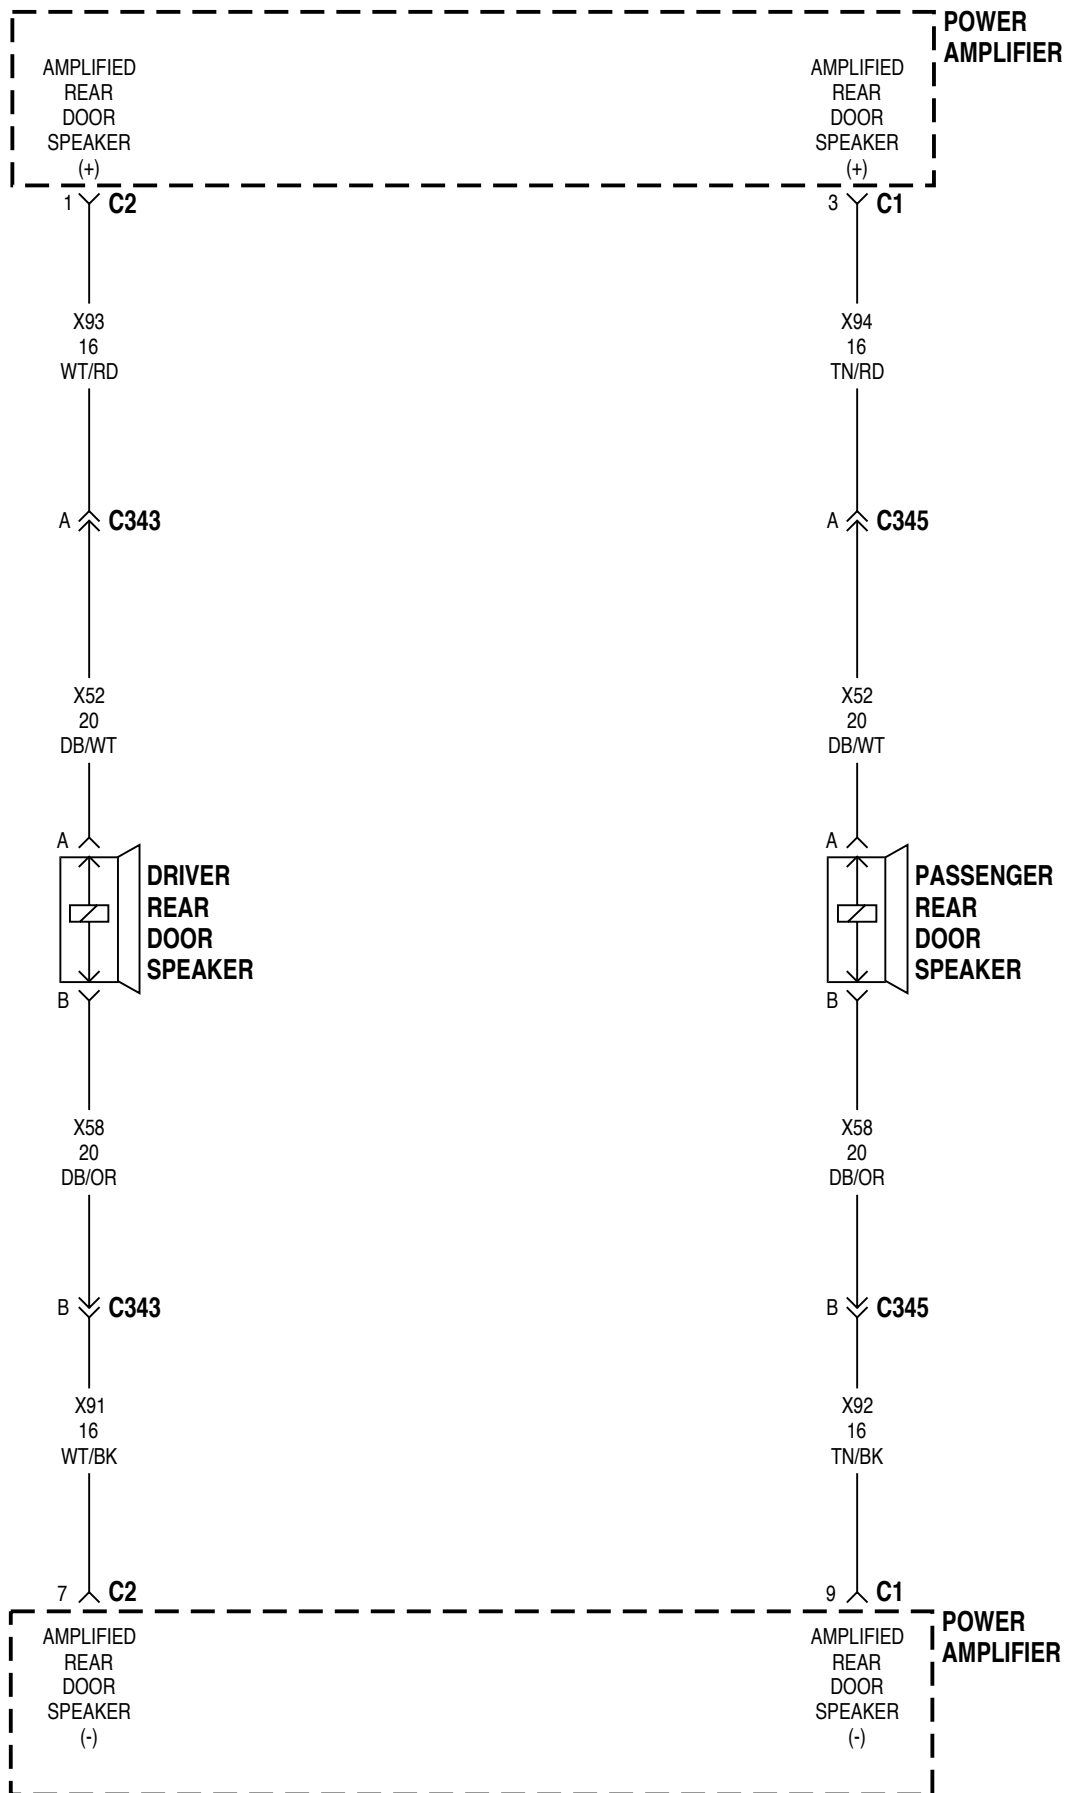 POWER
AMPLIFIER
AMPLIFIED
REAR
DOOR
SPEAKER
(+)
AMPLIFIED
REAR
DOOR
SPEAKER
(+)
1 C2
3 C1
X93
16
WT/RD
X94
16
TN/RD
A C343
A C345
X52
20
DB/WT
X52
20
DB/WT
A
DRIVER
REAR
DOOR
SPEAKER
B
A
PASSENGER
REAR
DOOR
SPEAKER
B
X58
20
DB/OR
X58
20
DB/OR
B C343
B C345
X91
16
WT/BK
X92
16
TN/BK
7 C2
9 C1
AMPLIFIED
REAR
DOOR
SPEAKER
(-)
AMPLIFIED
REAR
DOOR
SPEAKER
(-)
POWER
AMPLIFIER